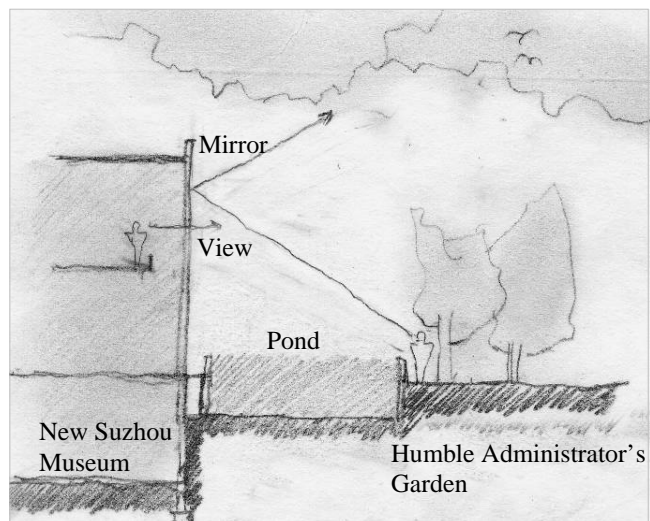 Mirror
View
Pond
New Suzhou
Museum
Humble Administrator's
Garden